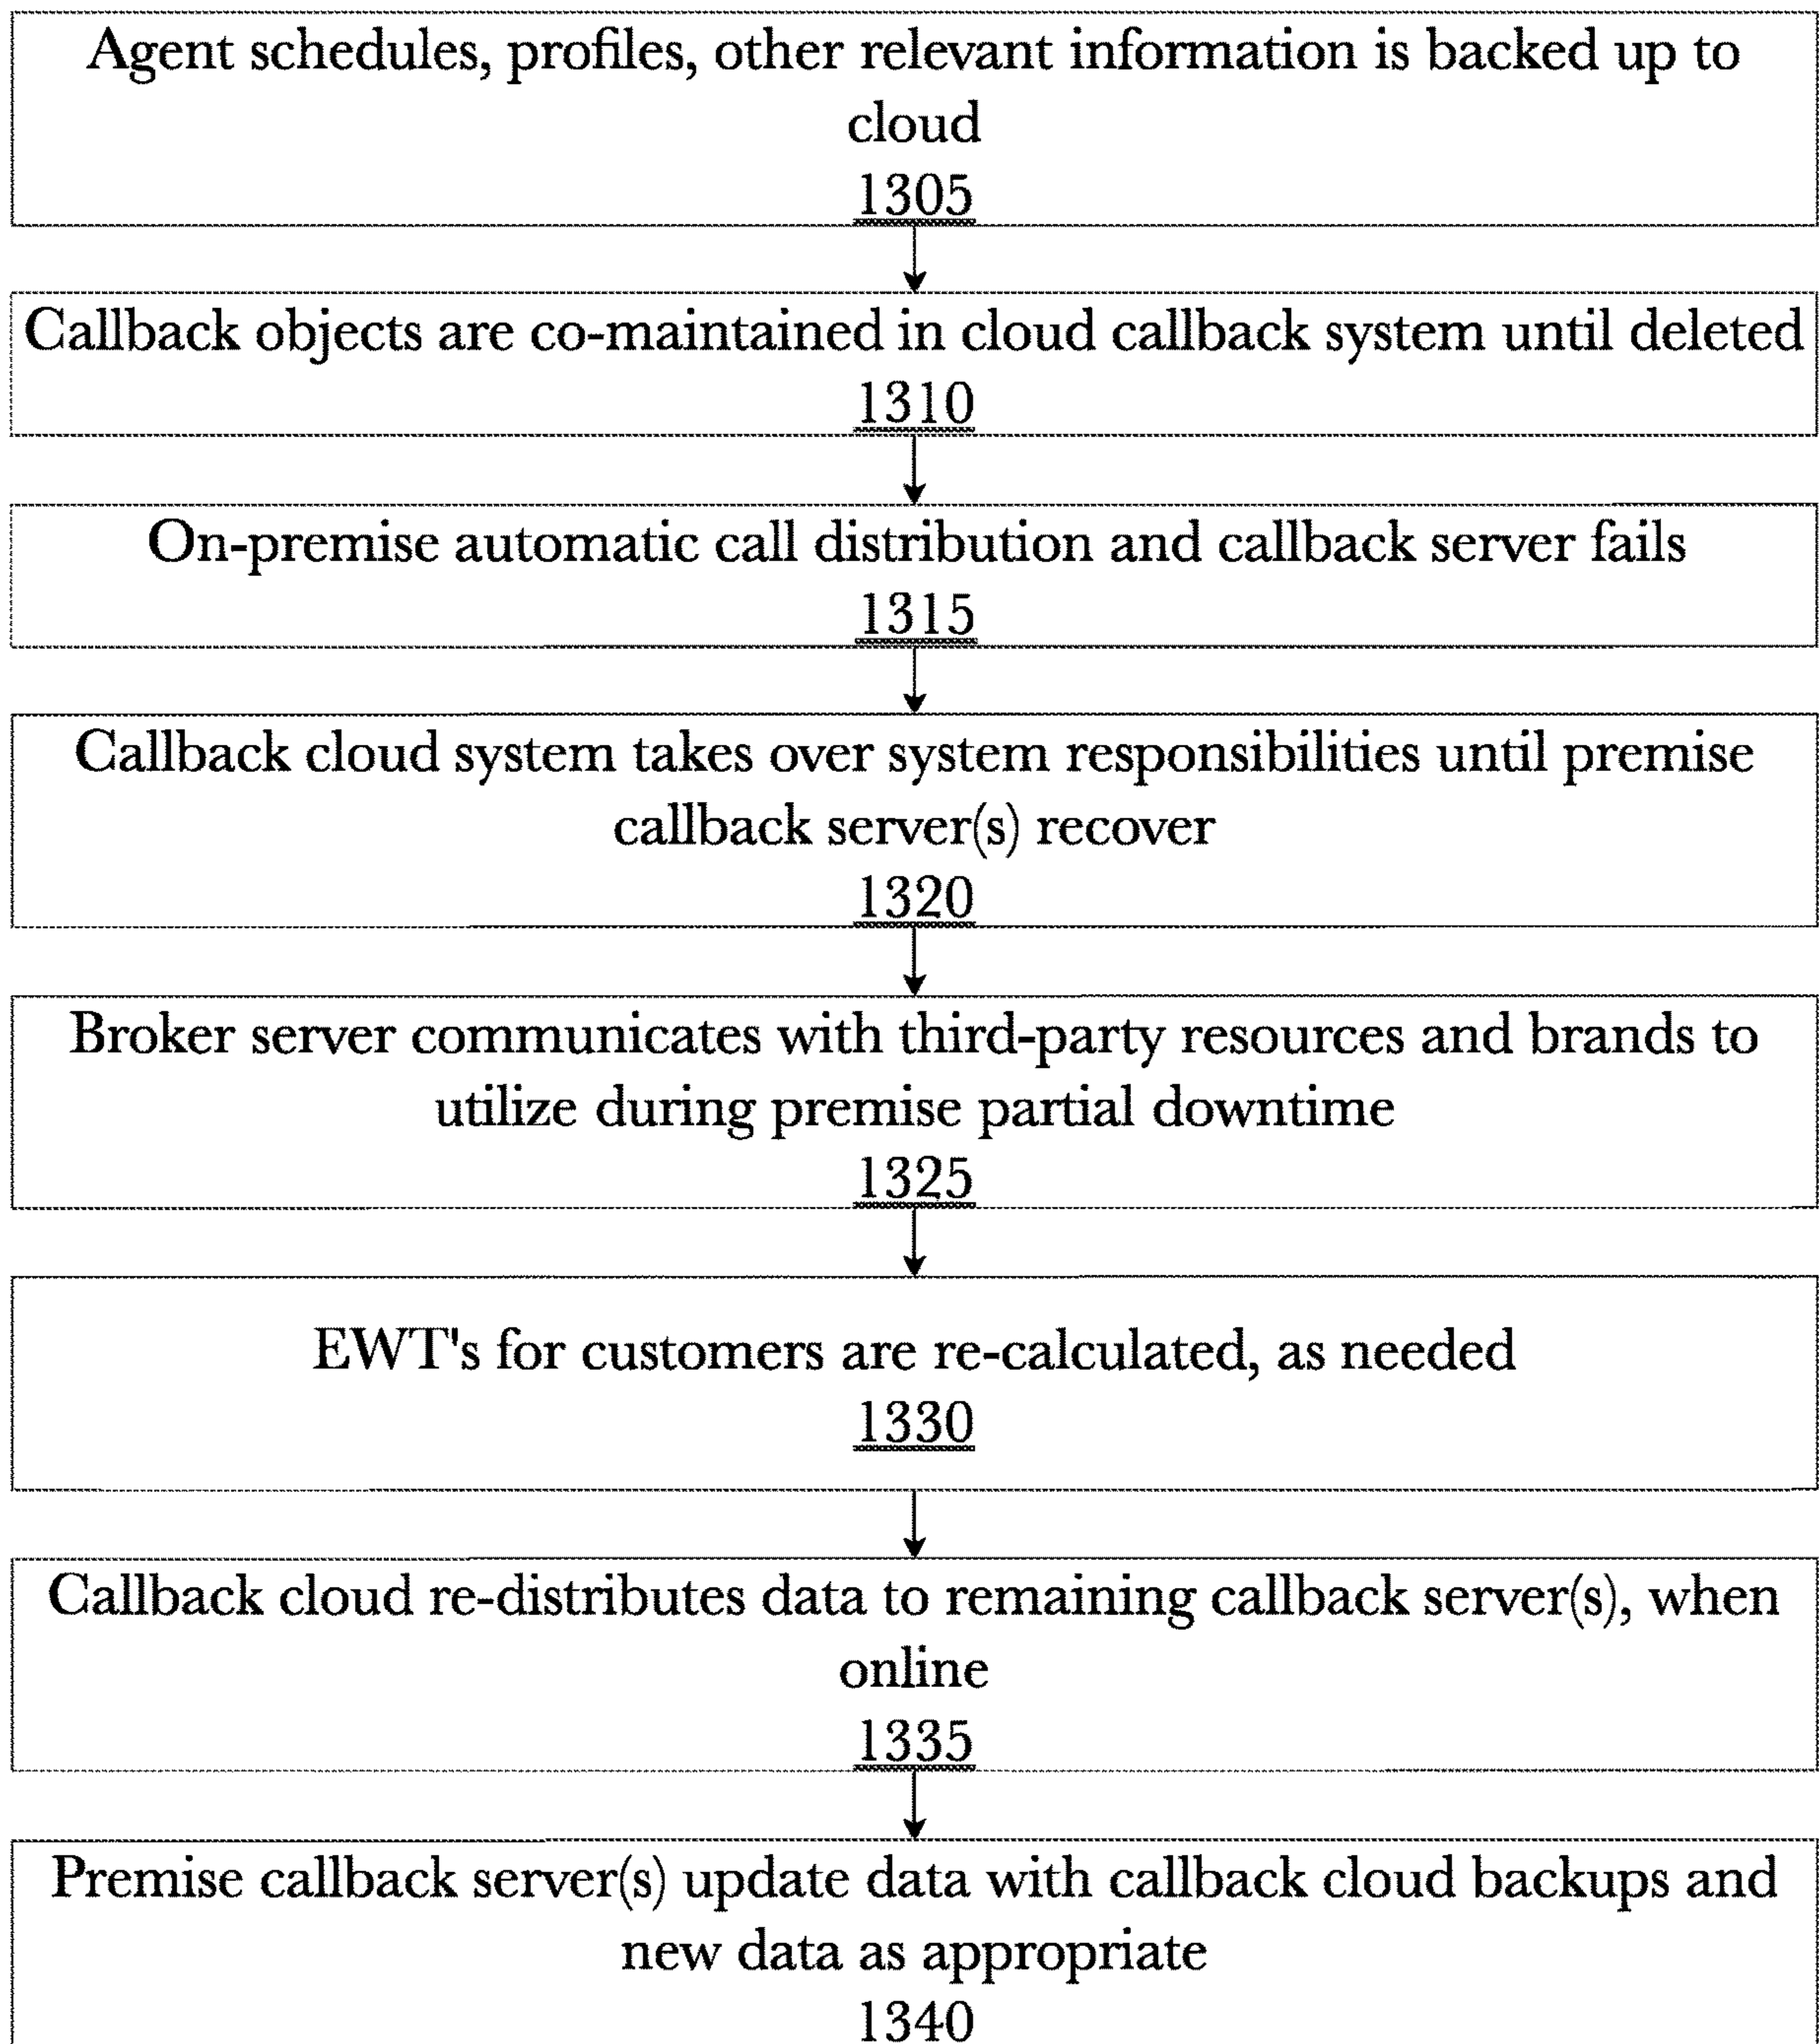 Agent schedules, profiles, other relevant information is backed up to
cloud
1305
Callback objects are co-maintained in cloud callback system until deleted
1310
On-premise automatic call distribution and callback server fails
1315
Callback cloud system takes over system responsibilities until premise
callback server(s) recover
1320
Broker server communicates with third-party resources and brands to
utilize during premise partial downtime
1325
EWT's for customers are re-calculated, as needed
1330
Callback cloud re-distributes data to remaining callback server(s), when
online
1335
Premise callback server(s) update data with callback cloud backups and
new data as appropriate
1340